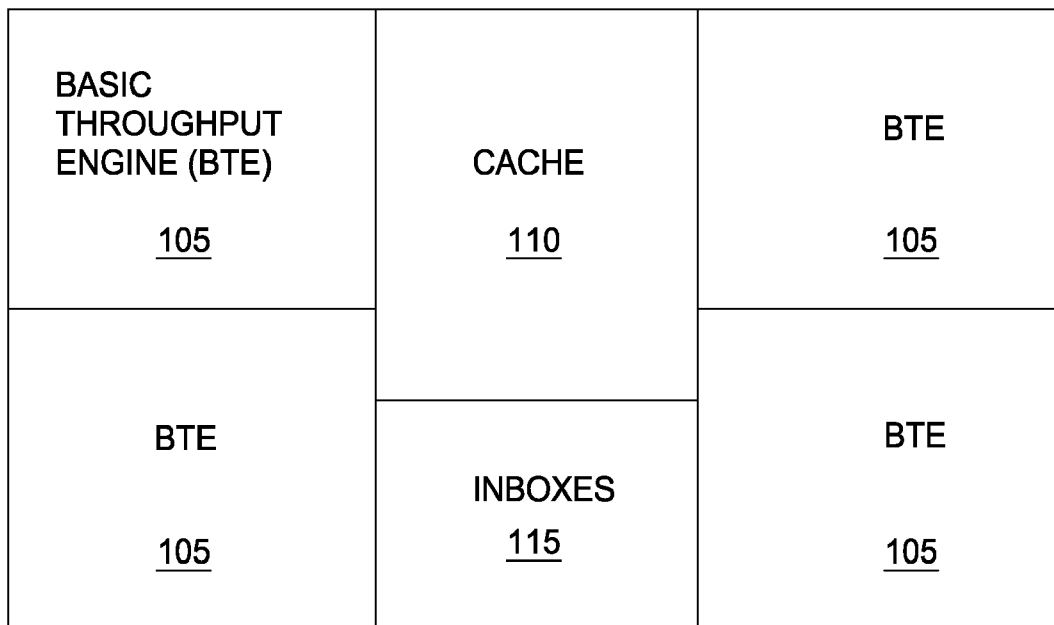 BASIC
THROUGHPUT
ENGINE (BTE)
105
CACHE
110
BTE
105
BTE
105
INBOXES
115
BTE
105